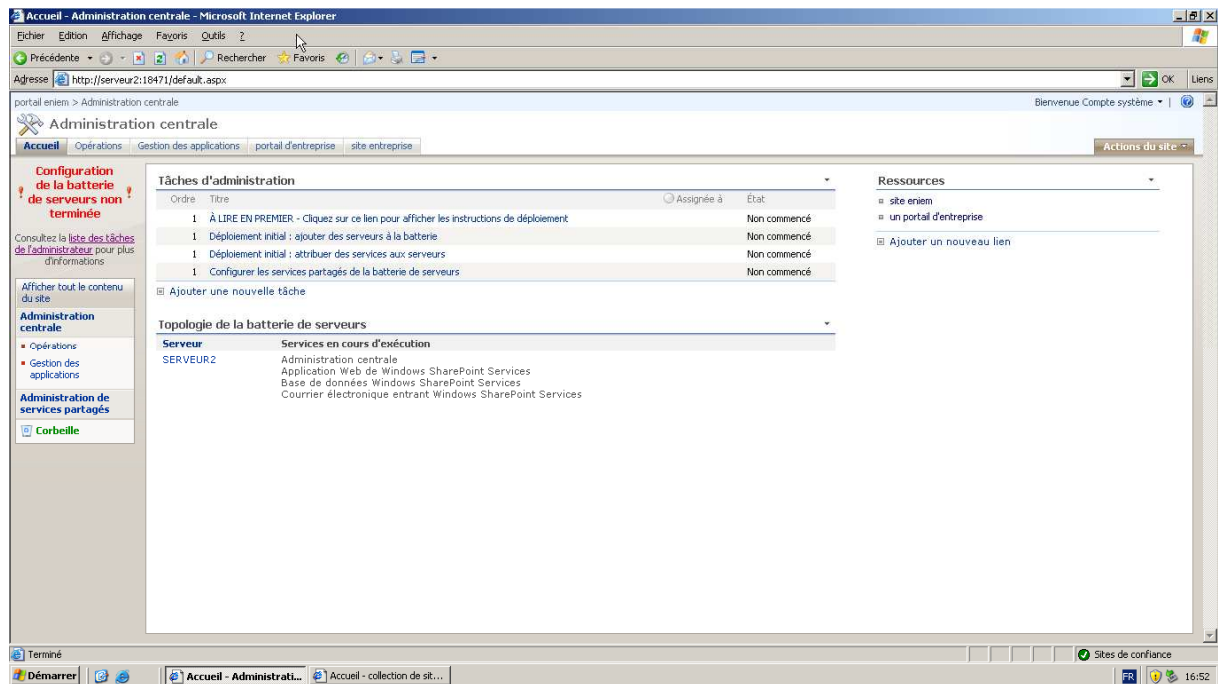 Accueil - Administration centrale - Microsoft Internet Explorer
Fichier Edition Affichage Favoris Outils ?
Précédente Rechercher Favoris
Adresse http://serveur2:18471/default.aspx OK Liens
portail eniem > Administration centrale Bienvenue Compte système
Administration centrale
Accueil Opérations Gestion des applications portail d'entreprise site entreprise Actions du site
Configuration
de la batterie
! de serveurs non !
terminée
Consultez la liste des tâches
de l'administrateur pour plus
d'informations
Afficher tout le contenu
du site
Administration
centrale
Opérations
Gestion des
applications
Administration de
services partagés
Corbeille
Tâches d'administration
Ordre Titre Assignée à État
1 À LIRE EN PREMIER - Cliquez sur ce lien pour afficher les instructions de déploiement Non commencé
1 Déploiement initial : ajouter des serveurs à la batterie Non commencé
1 Déploiement initial : attribuer des services aux serveurs Non commencé
1 Configurer les services partagés de la batterie de serveurs Non commencé
Ajouter une nouvelle tâche
Topologie de la batterie de serveurs
Serveur Services en cours d'exécution
SERVEUR2 Administration centrale
Application Web de Windows SharePoint Services
Base de données Windows SharePoint Services
Courrier électronique entrant Windows SharePoint Services
Ressources
site eniem
un portail d'entreprise
Ajouter un nouveau lien
Terminé Sites de confiance
Démarrer Accueil - Administrati... Accueil - collection de sit... FR 16:52